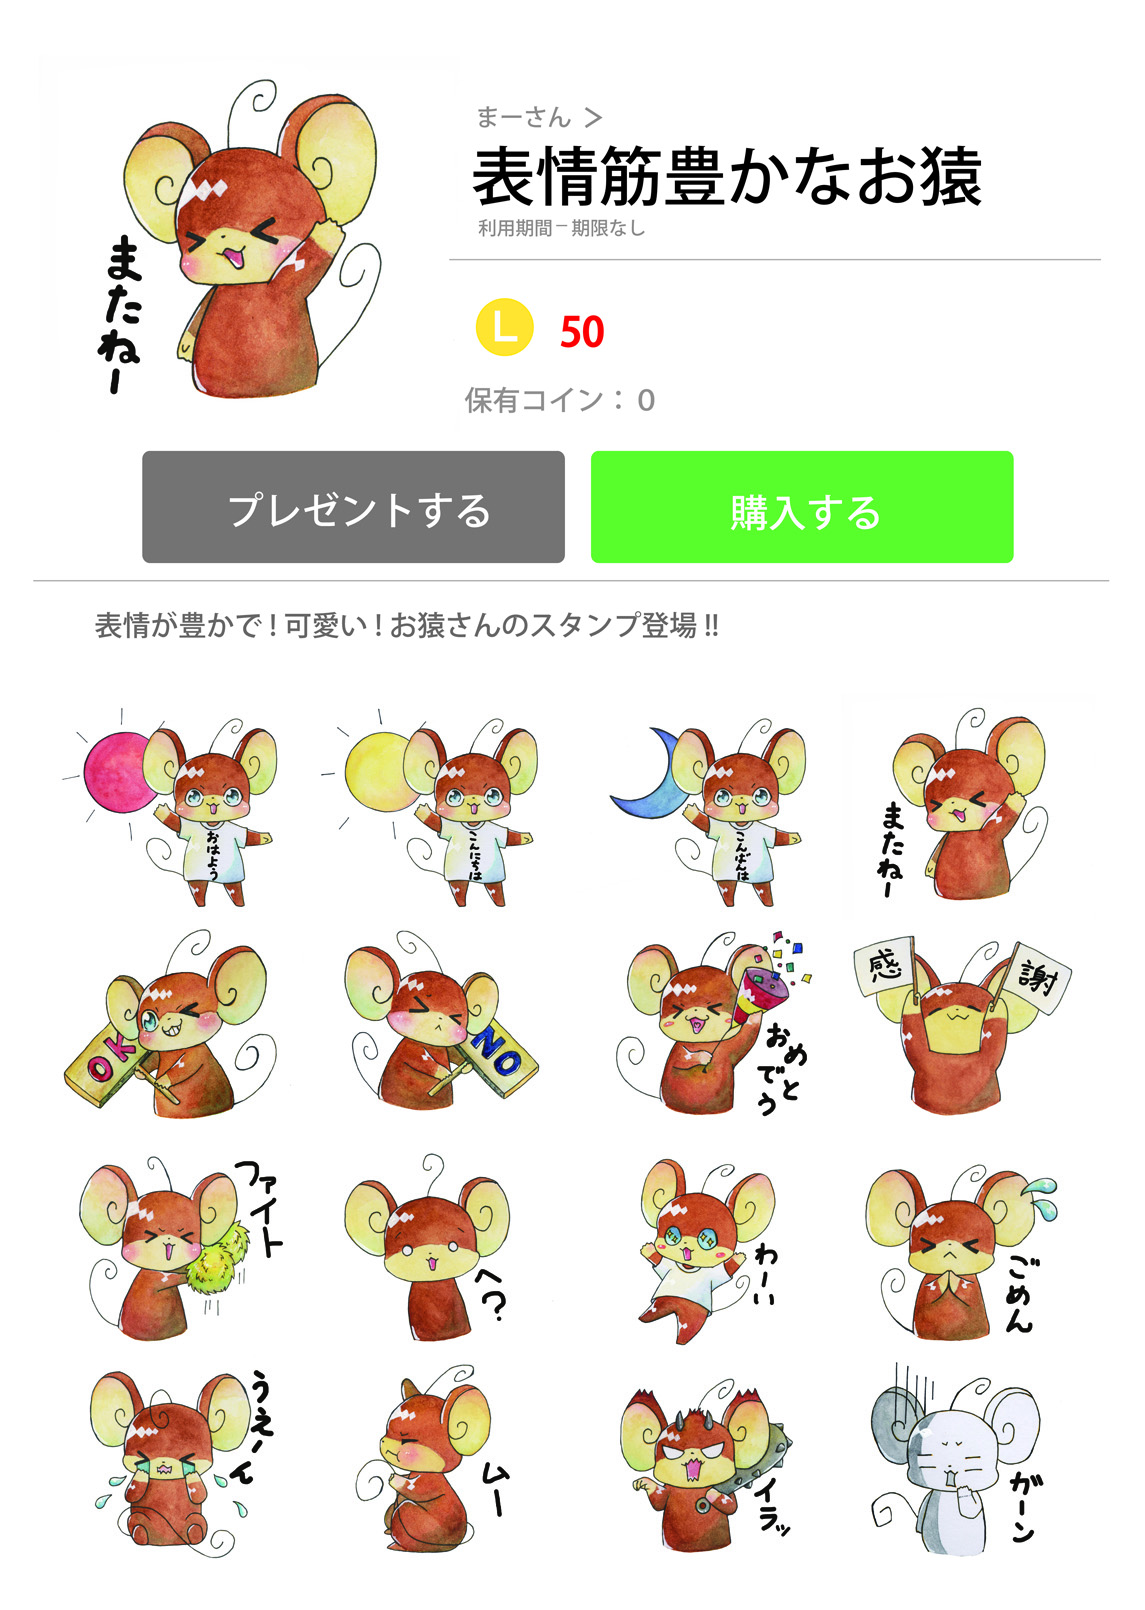 またねー
まーさん >
表情筋豊かなお猿
利用期間－期限なし
L 50
保有コイン：0
プレゼントする
購入する
表情が豊かで！可愛い！お猿さんのスタンプ登場‼
おはよう
こんにちは
こんばんは
またねー
OK
NO
おめでとう
感
謝
ファイト
へ？
わーい
ごめん
うえーん
ムー
イラッ
ガーン